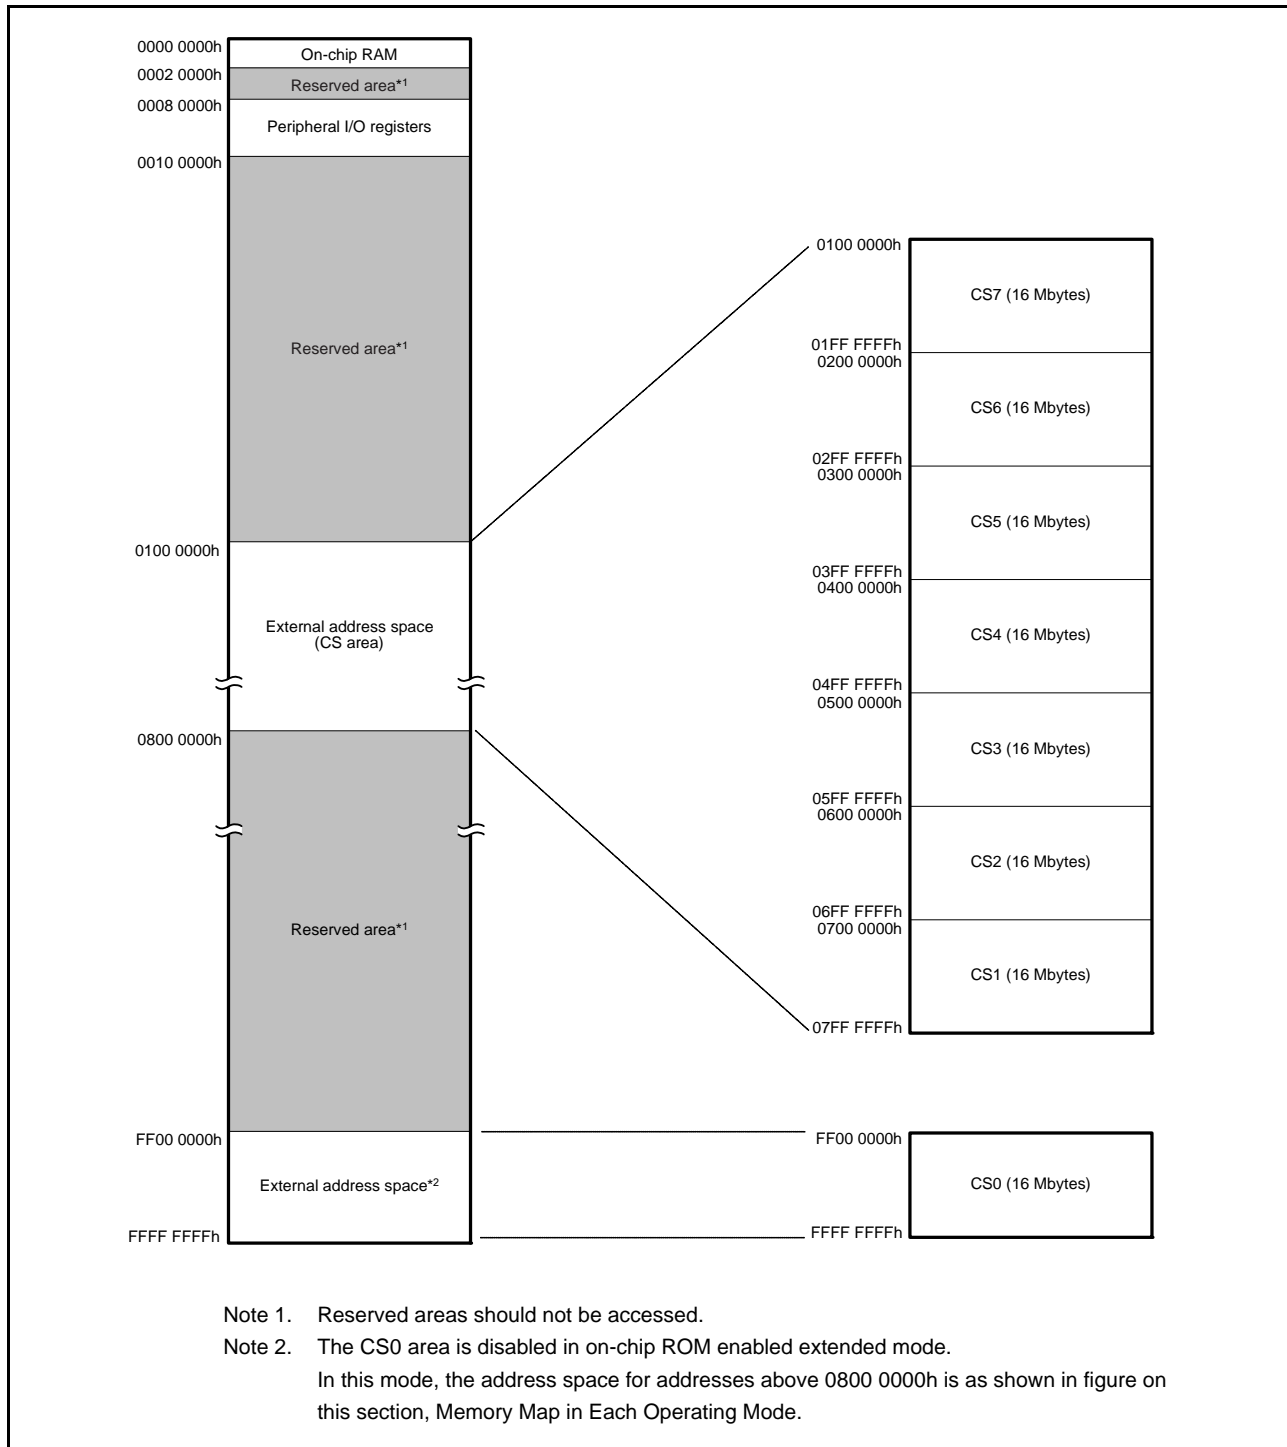 0000 0000h
On-chip RAM
0002 0000h
Reserved area*1
0008 0000h
Peripheral I/O registers
0010 0000h
Reserved area*1
0100 0000h
External address space
(CS area)
0800 0000h
Reserved area*1
FF00 0000h
External address space*2
FFFF FFFFh
0100 0000h
CS7 (16 Mbytes)
01FF FFFFh
0200 0000h
CS6 (16 Mbytes)
02FF FFFFh
0300 0000h
CS5 (16 Mbytes)
03FF FFFFh
0400 0000h
CS4 (16 Mbytes)
04FF FFFFh
0500 0000h
CS3 (16 Mbytes)
05FF FFFFh
0600 0000h
CS2 (16 Mbytes)
06FF FFFFh
0700 0000h
CS1 (16 Mbytes)
07FF FFFFh
FF00 0000h
CS0 (16 Mbytes)
FFFF FFFFh
Note 1. Reserved areas should not be accessed.
Note 2. The CS0 area is disabled in on-chip ROM enabled extended mode.
In this mode, the address space for addresses above 0800 0000h is as shown in figure on
this section, Memory Map in Each Operating Mode.